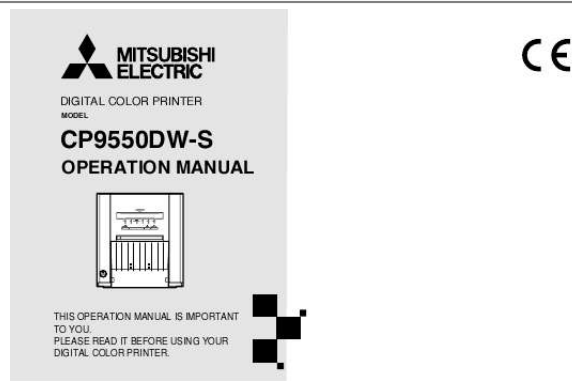 MITSUBISHI
ELECTRIC
CE
DIGITAL COLOR PRINTER
MODEL
CP9550DW-S
OPERATION MANUAL
THIS OPERATION MANUAL IS IMPORTANT
TO YOU.
PLEASE READ IT BEFORE USING YOUR
DIGITAL COLOR PRINTER.